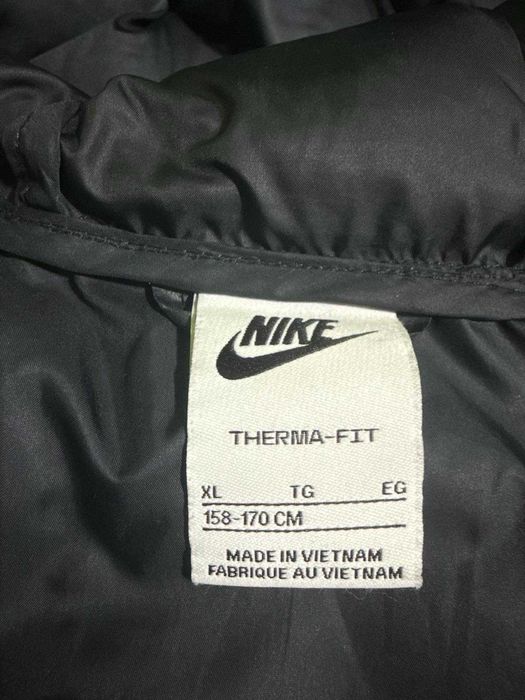 NIKE
THERMA-FIT
XL TG EG
158-170 CM
MADE IN VIETNAM
FABRIQUE AU VIETNAM